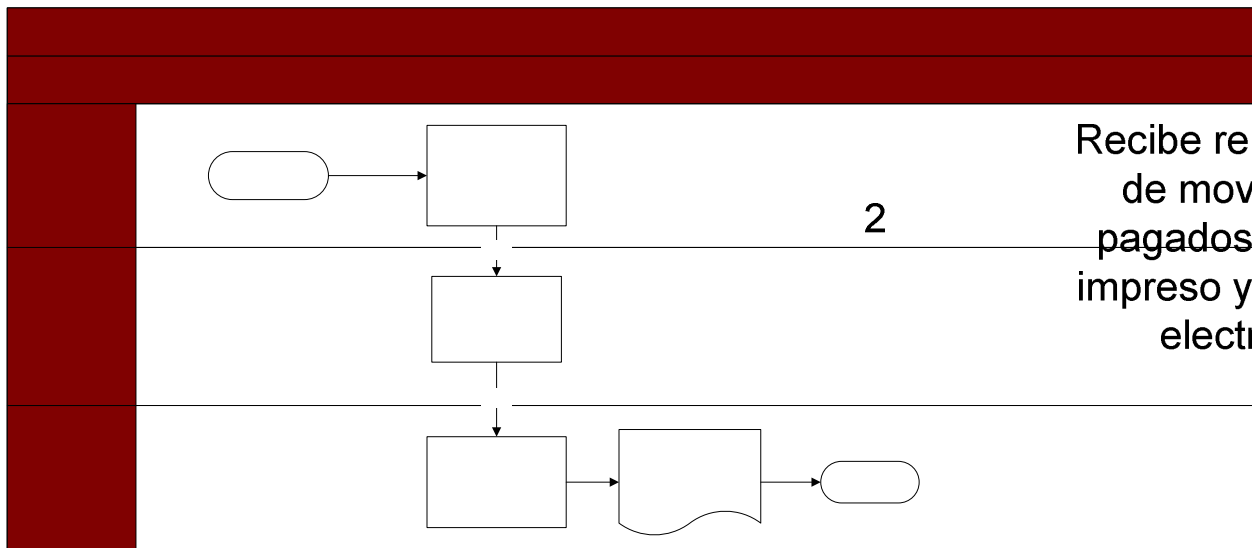 2
Recibe re
de mov
pagados
impreso y
electr